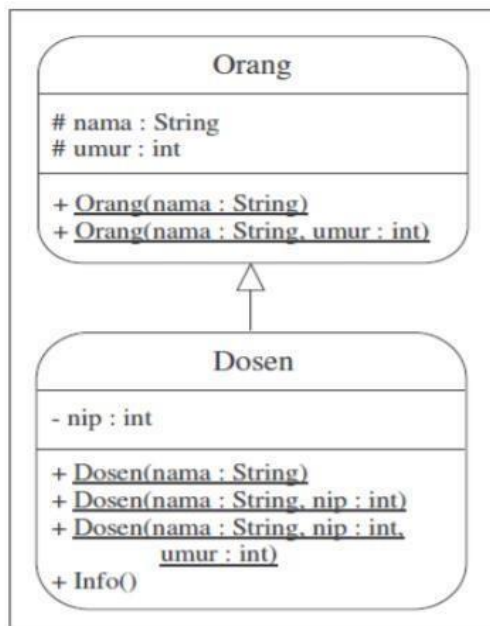 Orang
# nama : String
# umur : int
+ Orang(nama : String)
+ Orang(nama : String, umur : int)
Dosen
- nip : int
+ Dosen(nama : String)
+ Dosen(nama : String, nip : int)
+ Dosen(nama : String, nip : int,
umur : int)
+ Info()